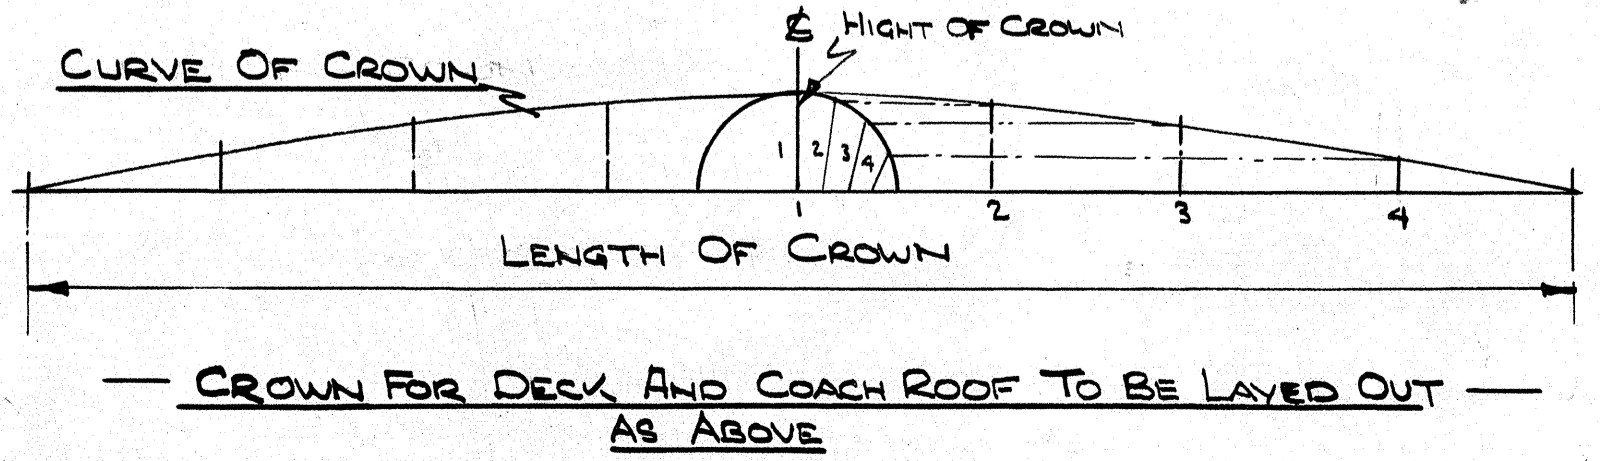 ℄ HIGHT OF CROWN
CURVE OF CROWN
1 2 3 4
1 2 3 4
LENGTH OF CROWN
— CROWN FOR DECK AND COACH ROOF TO BE LAYED OUT —
AS ABOVE